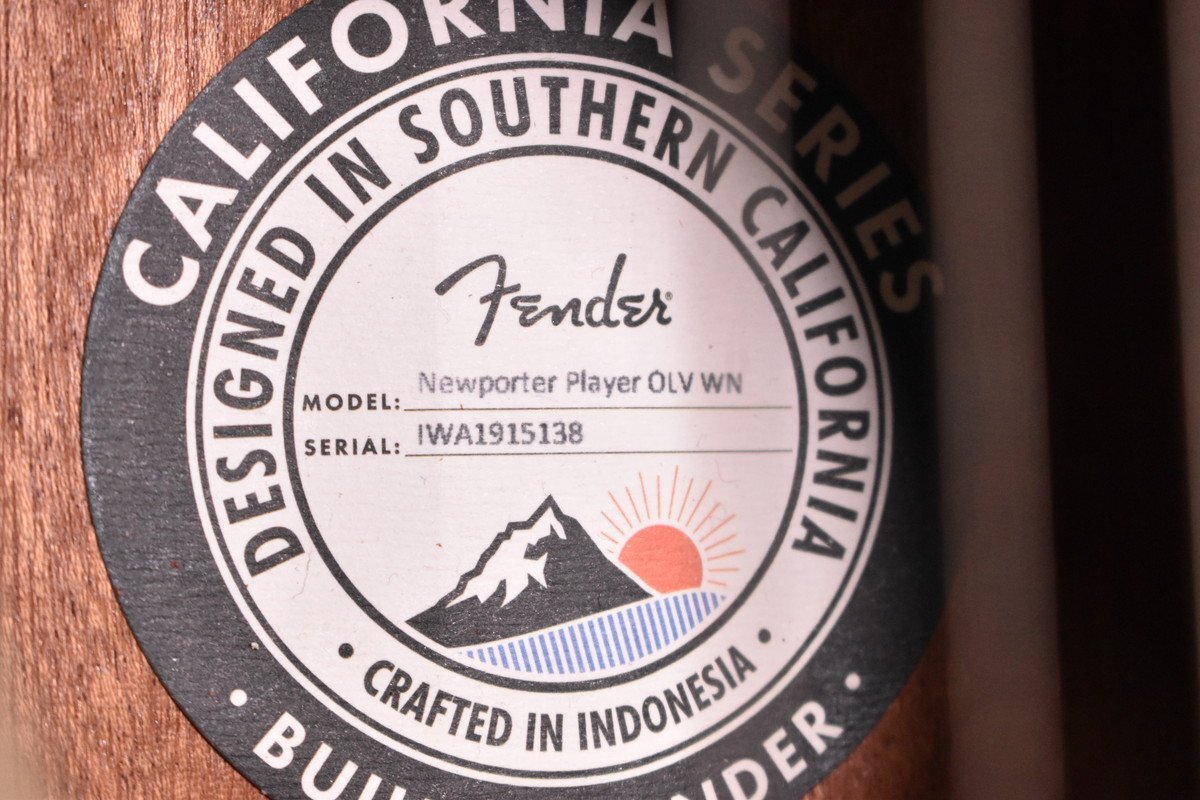 CALIFORNIA SERIES
DESIGNED IN SOUTHERN CALIFORNIA
Fender
MODEL: Newporter Player OLV WN
SERIAL: IWA1915138
CRAFTED IN INDONESIA